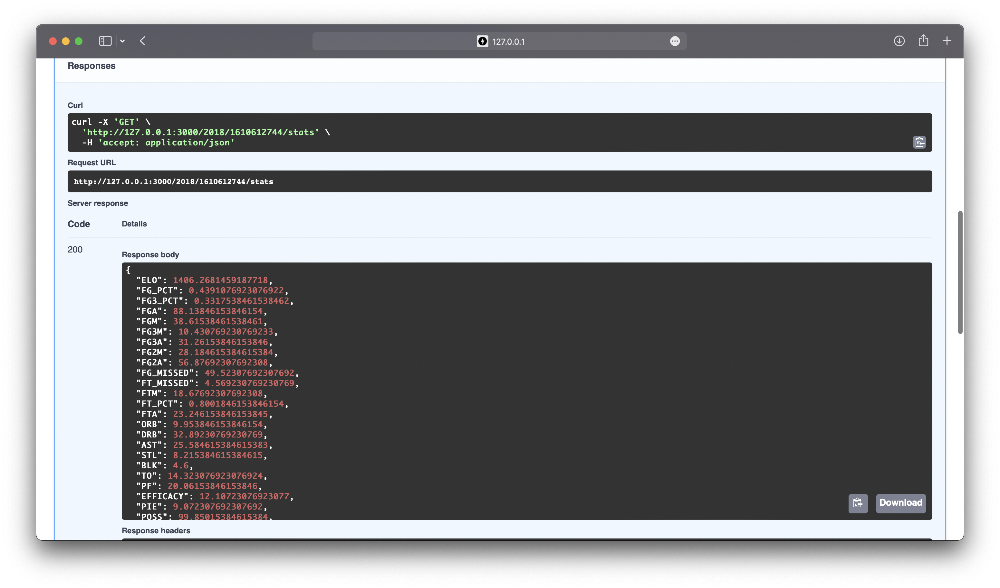 127.0.0.1
Responses
Curl
curl -X 'GET' \
'http://127.0.0.1:3000/2018/1610612744/stats' \
-H 'accept: application/json'
Request URL
http://127.0.0.1:3000/2018/1610612744/stats
Server response
Code Details
200
Response body
{
"ELO": 1406.2681459187718,
"FG_PCT": 0.4391076923076922,
"FG3_PCT": 0.3317538461538462,
"FGA": 88.13846153846154,
"FGM": 38.61538461538461,
"FG3M": 10.430769230769233,
"FG3A": 31.26153846153846,
"FG2M": 28.184615384615384,
"FG2A": 56.87692307692308,
"FG_MISSED": 49.52307692307692,
"FT_MISSED": 4.569230769230769,
"FTM": 18.67692307692308,
"FT_PCT": 0.8001846153846154,
"FTA": 23.246153846153845,
"ORB": 9.953846153846154,
"DRB": 32.89230769230769,
"AST": 25.584615384615383,
"STL": 8.215384615384615,
"BLK": 4.6,
"TO": 14.323076923076924,
"PF": 20.06153846153846,
"EFFICACY": 12.10723076923077,
"PIE": 9.072307692307692,
"POSS": 99.85015384615384,
Download
Response headers